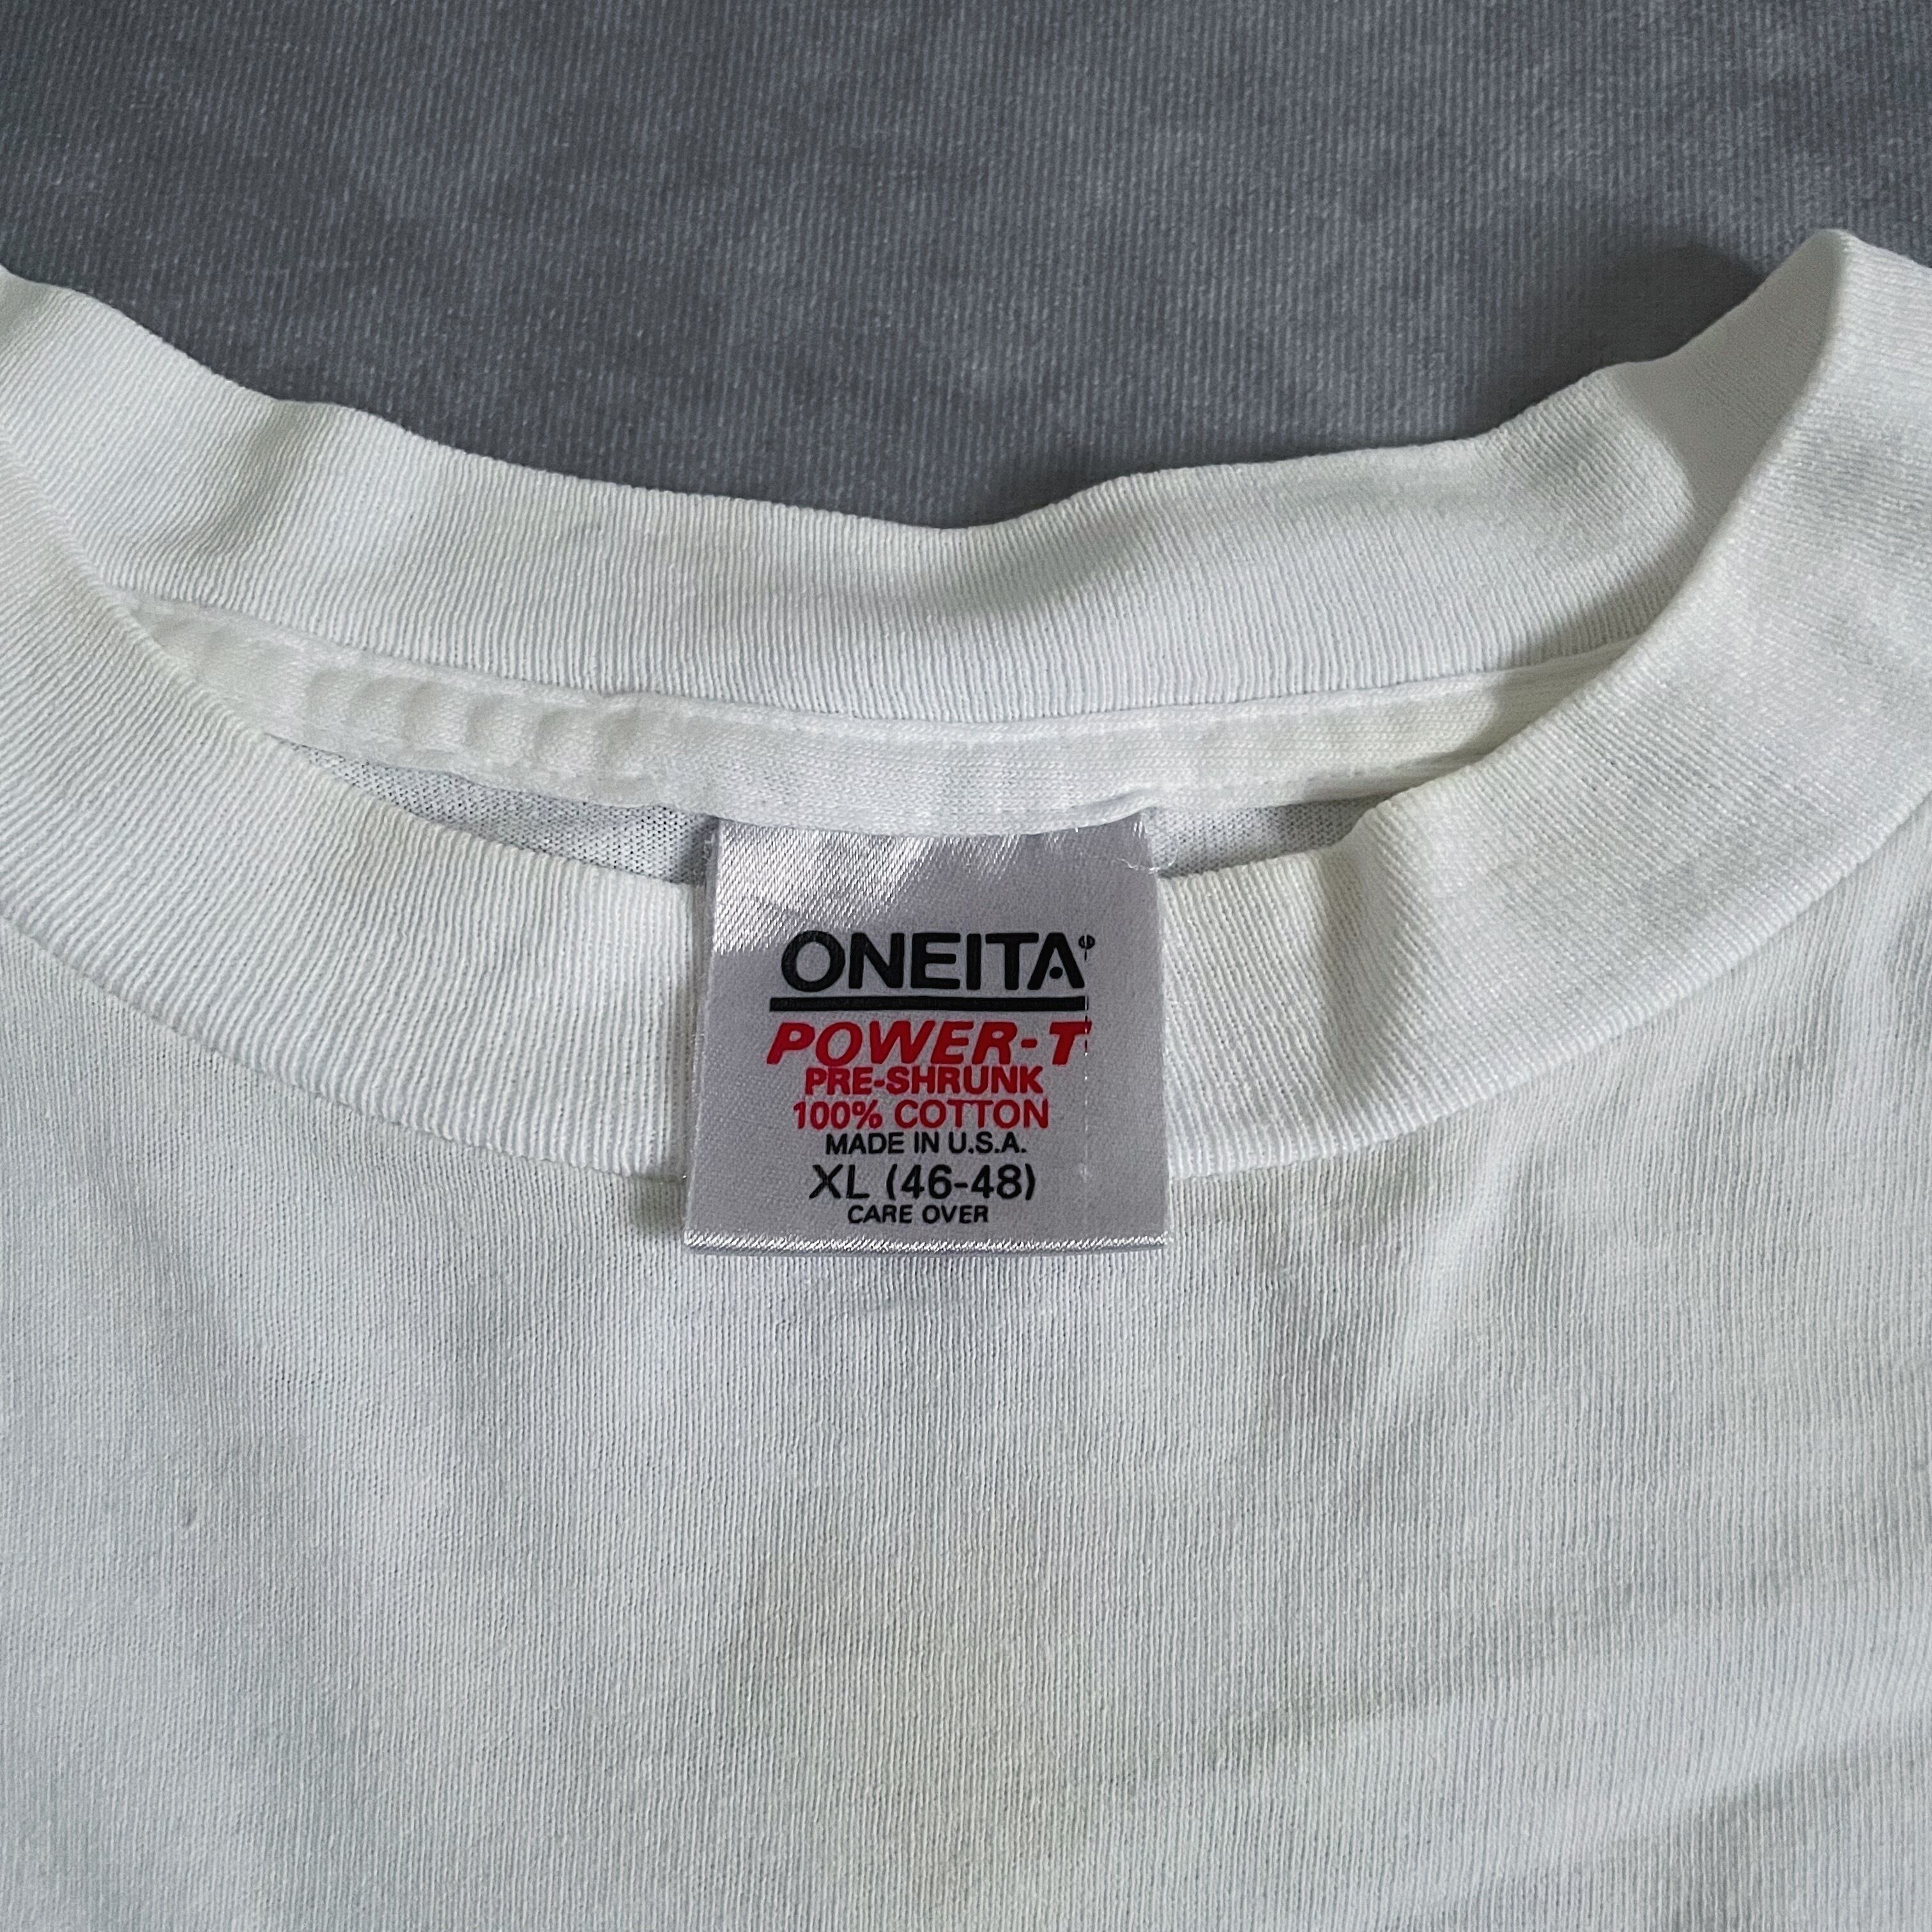 ONEITA®
POWER-T
PRE-SHRUNK
100% COTTON
MADE IN U.S.A.
XL (46-48)
CARE OVER